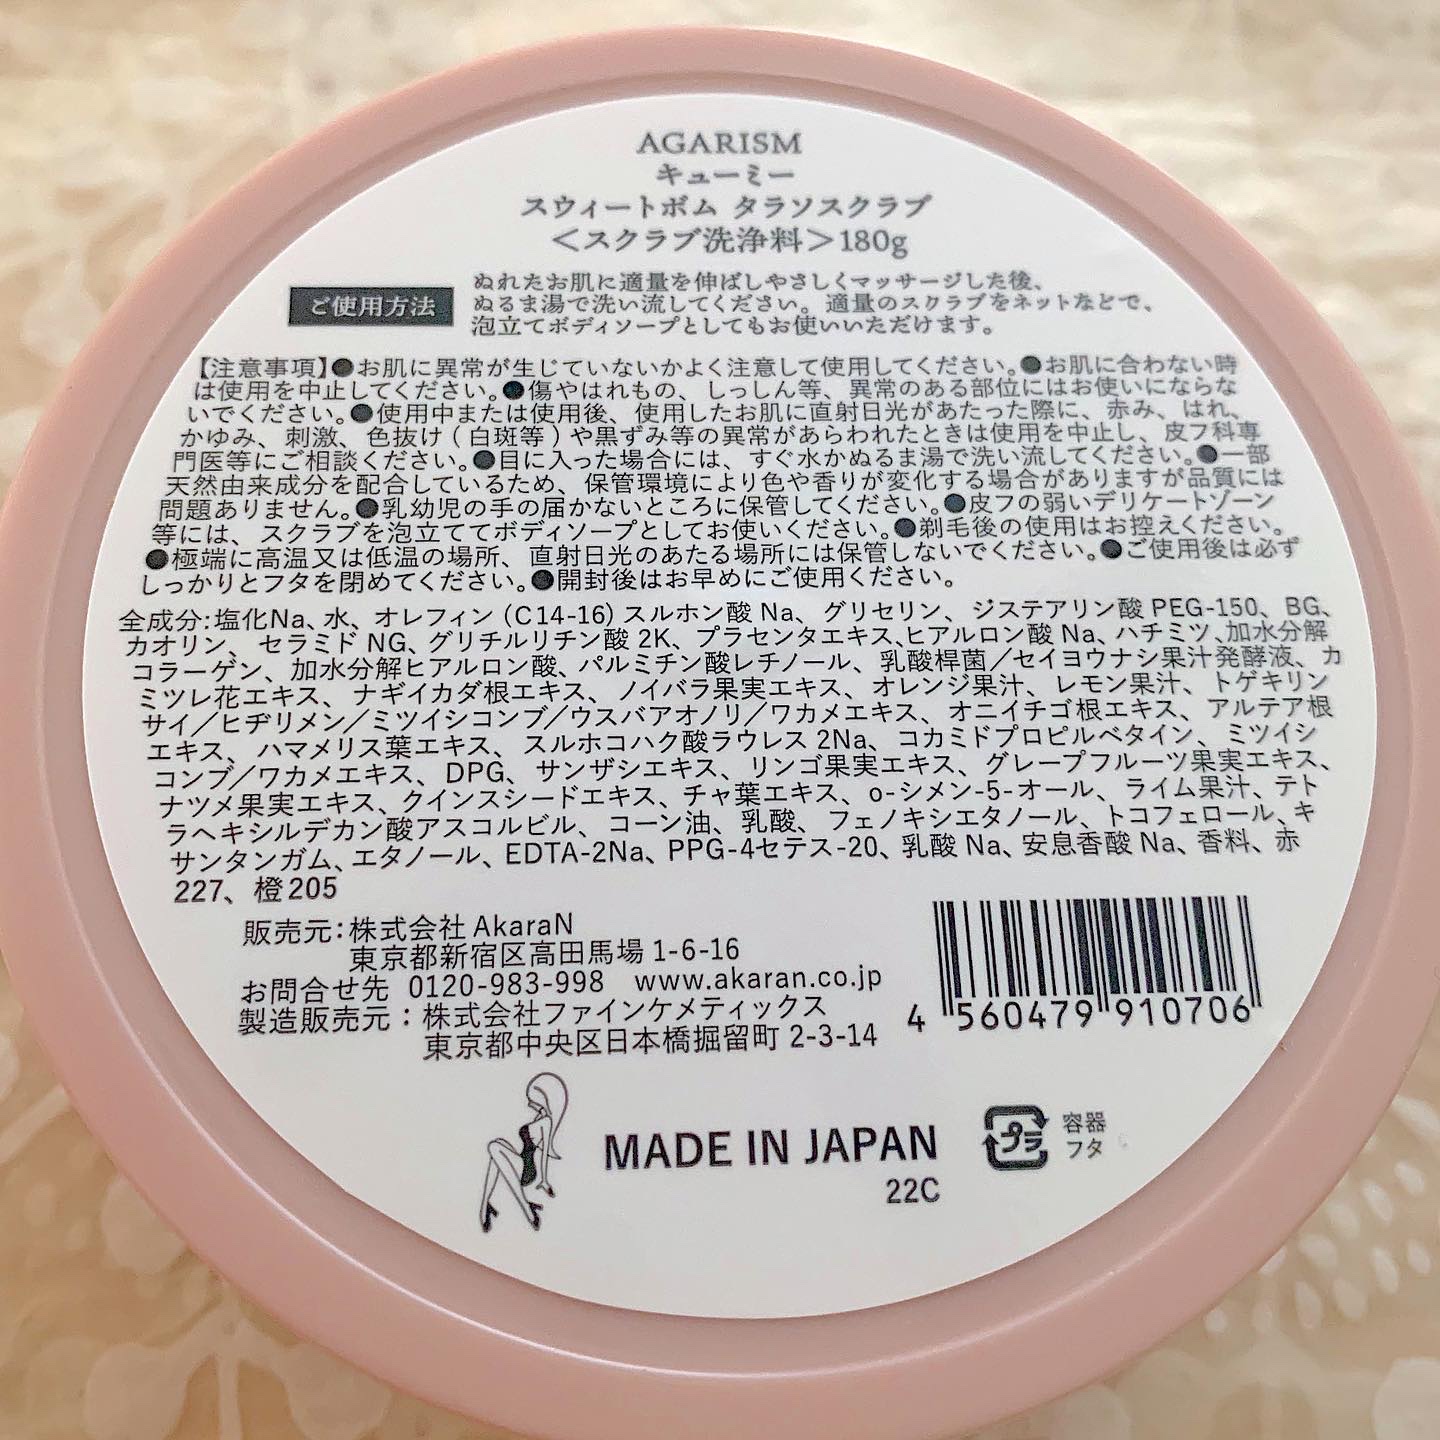 AGARISM
キューミー
スウィートボム タラソスクラブ
＜スクラブ洗浄料＞180g
ご使用方法
ぬれたお肌に適量を伸ばしやさしくマッサージした後、
ぬるま湯で洗い流してください。適量のスクラブをネットなどで、
泡立てボディソープとしてもお使いいただけます。
【注意事項】●お肌に異常が生じていないかよく注意して使用してください。●お肌に合わない時
は使用を中止してください。●傷やはれもの、しっしん等、異常のある部位にはお使いにならな
いでください。●使用中または使用後、使用したお肌に直射日光があたった際に、赤み、はれ、
かゆみ、刺激、色抜け（白斑等）や黒ずみ等の異常があらわれたときは使用を中止し、皮フ科専
門医等にご相談ください。●目に入った場合には、すぐ水かぬるま湯で洗い流してください。●一部
天然由来成分を配合しているため、保管環境により色や香りが変化する場合がありますが品質には
問題ありません。●乳幼児の手の届かないところに保管してください。●皮フの弱いデリケートゾーン
等には、スクラブを泡立ててボディソープとしてお使いください。●剃毛後の使用はお控えください。
●極端に高温又は低温の場所、直射日光のあたる場所には保管しないでください。●ご使用後は必ず
しっかりとフタを閉めてください。●開封後はお早めにご使用ください。
全成分:塩化Na、水、オレフィン（C14-16）スルホン酸 Na、グリセリン、ジステアリン酸 PEG-150、BG、
カオリン、セラミド NG、グリチルリチン酸 2K、プラセンタエキス、ヒアルロン酸 Na、ハチミツ、加水分解
コラーゲン、加水分解ヒアルロン酸、パルミチン酸レチノール、乳酸桿菌／セイヨウナシ果汁発酵液、カ
ミツレ花エキス、ナギイカダ根エキス、ノイバラ果実エキス、オレンジ果汁、レモン果汁、トゲキリン
サイ／ヒヂリメン／ミツイシコンブ／ウスバアオノリ／ワカメエキス、オニイチゴ根エキス、アルテア根
エキス、ハマメリス葉エキス、スルホコハク酸ラウレス 2Na、コカミドプロピルベタイン、ミツイシ
コンブ／ワカメエキス、DPG、サンザシエキス、リンゴ果実エキス、グレープフルーツ果実エキス、
ナツメ果実エキス、クインスシードエキス、チャ葉エキス、o-シメン-5-オール、ライム果汁、テト
ラヘキシルデカン酸アスコルビル、コーン油、乳酸、フェノキシエタノール、トコフェロール、キ
サンタンガム、エタノール、EDTA-2Na、PPG-4セテス-20、乳酸 Na、安息香酸 Na、香料、赤
227、橙205
販売元：株式会社 AkaraN
東京都新宿区高田馬場 1-6-16
お問合せ先 0120-983-998 www.akaran.co.jp
製造販売元：株式会社ファインケメティックス
東京都中央区日本橋掘留町 2-3-14
4 560479 910706
MADE IN JAPAN
22C
プラ
容器
フタ